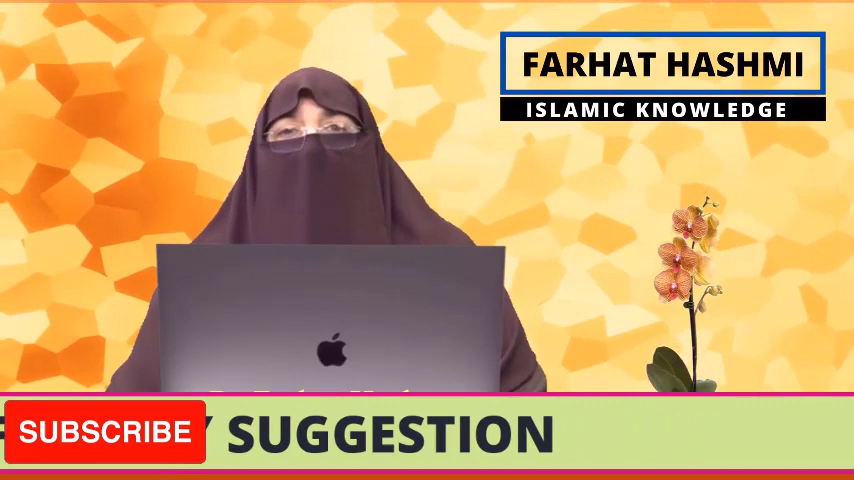 FARHAT HASHMI
ISLAMIC KNOWLEDGE
SUBSCRIBE
SUGGESTION